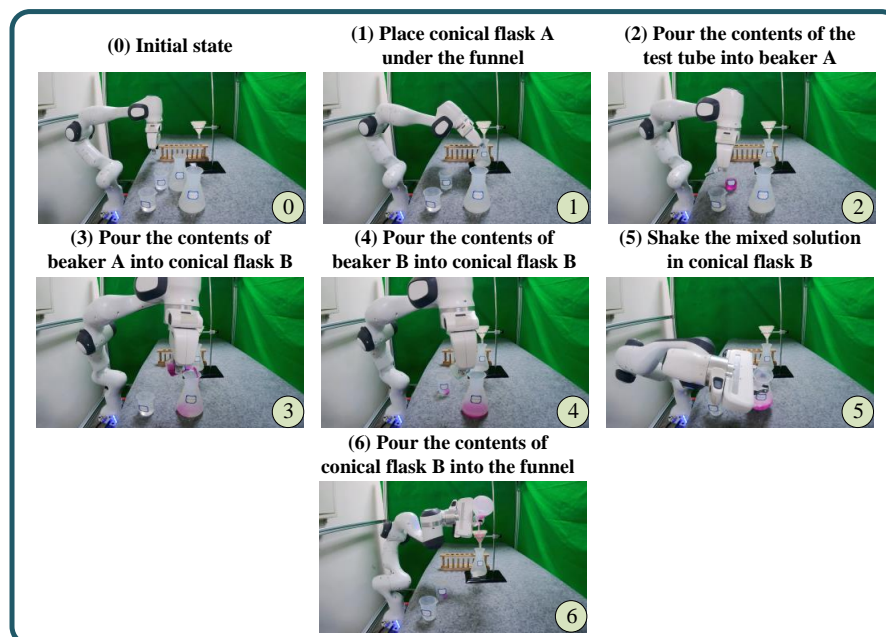 (0) Initial state
(1) Place conical flask A
under the funnel
(2) Pour the contents of the
test tube into beaker A
0
1
2
(3) Pour the contents of
beaker A into conical flask B
(4) Pour the contents of
beaker B into conical flask B
(5) Shake the mixed solution
in conical flask B
3
4
5
(6) Pour the contents of
conical flask B into the funnel
6